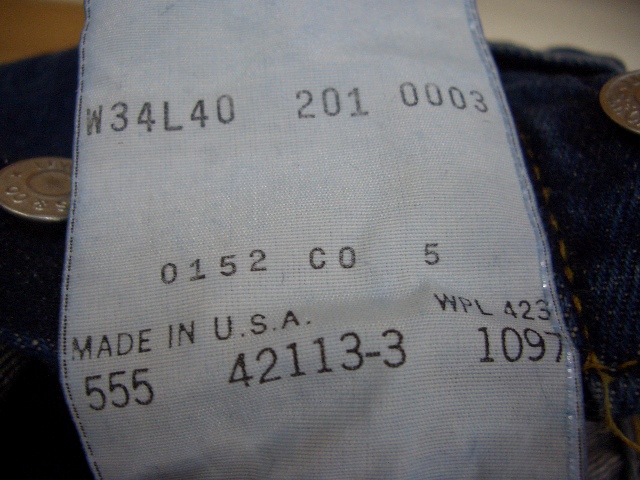 W34L40 201 0003
0152 CO 5
WPL 423
MADE IN U.S.A.
555 42113-3 1097